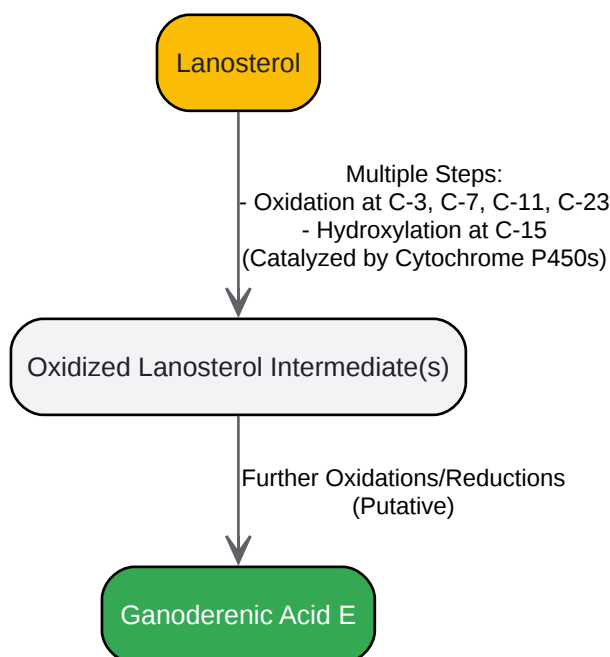 Lanosterol
Multiple Steps:
- Oxidation at C-3, C-7, C-11, C-23
- Hydroxylation at C-15
(Catalyzed by Cytochrome P450s)
Oxidized Lanosterol Intermediate(s)
Further Oxidations/Reductions
(Putative)
Ganoderenic Acid E